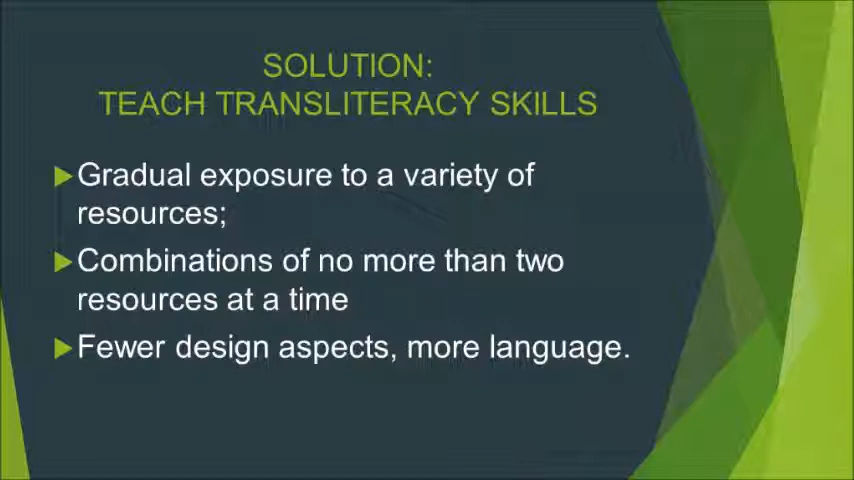 SOLUTION:
TEACH TRANSLITERACY SKILLS
Gradual exposure to a variety of
resources;
Combinations of no more than two
resources at a time
Fewer design aspects, more language.